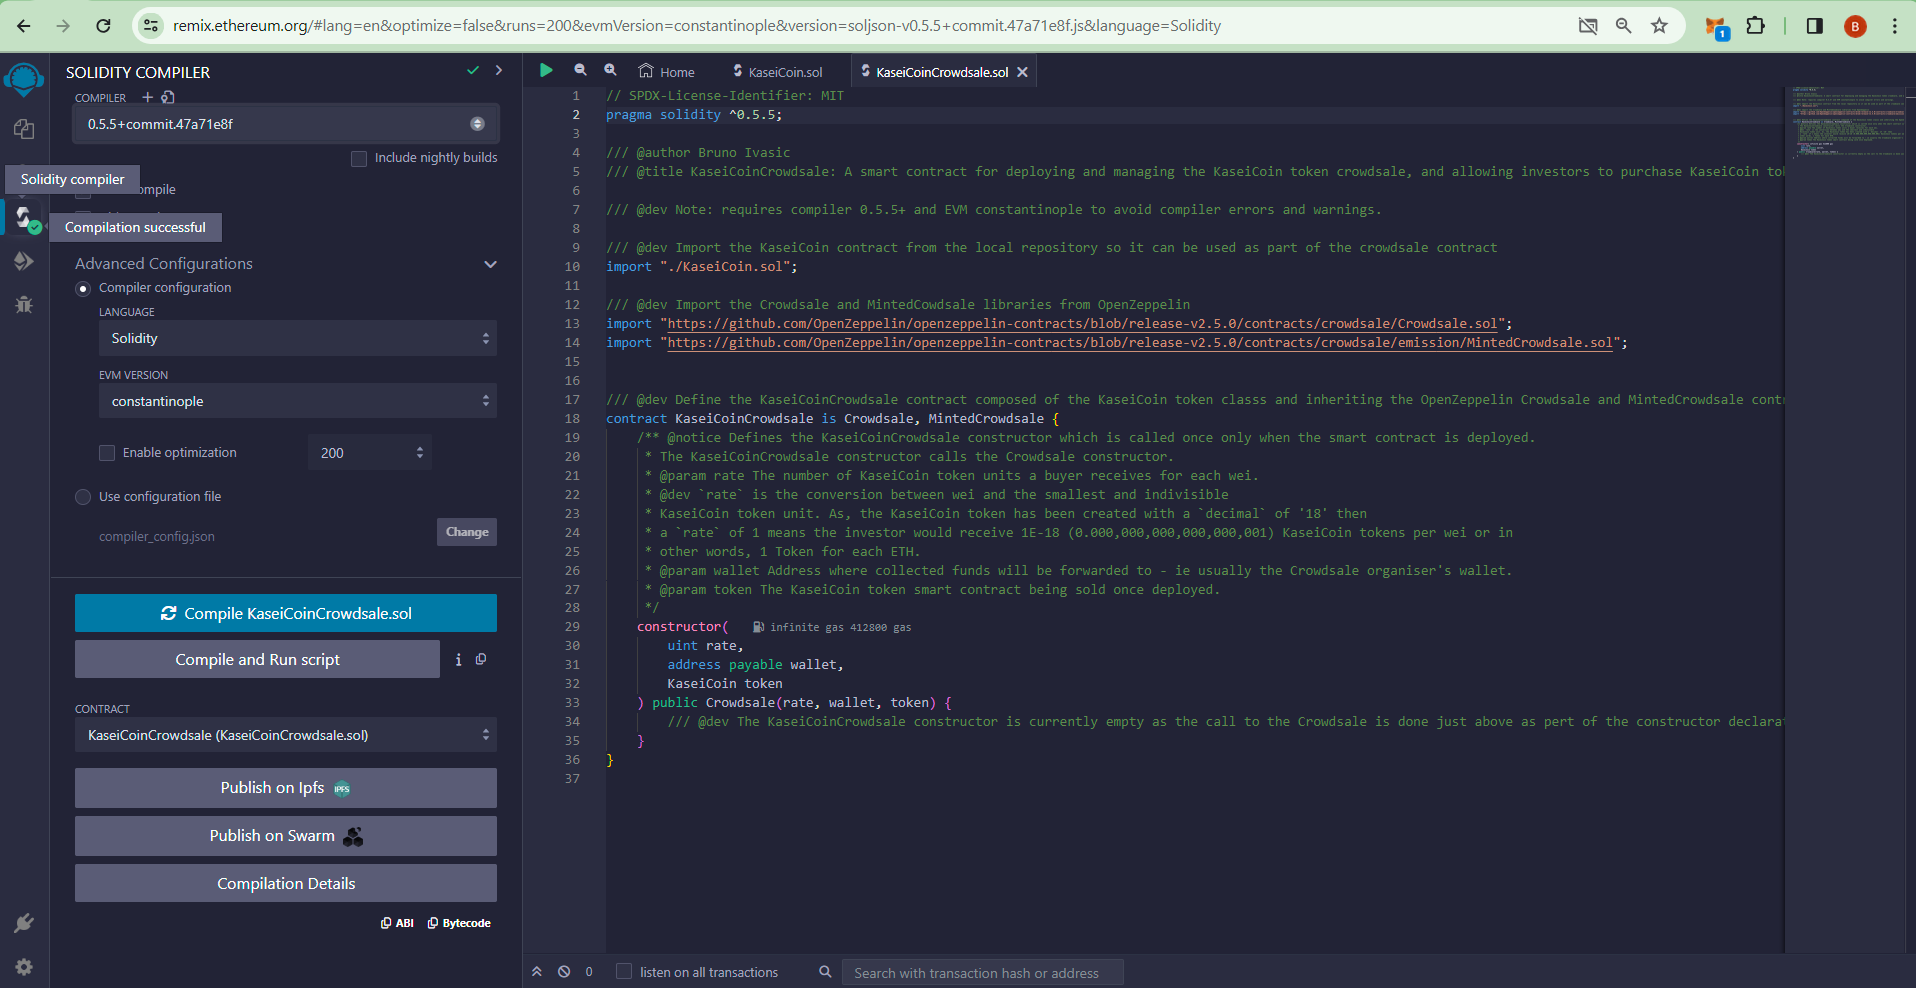 remix.ethereum.org/#lang=en&optimize=false&runs=200&evmVersion=constantinople&version=soljson-v0.5.5+commit.47a71e8f.js&language=Solidity
1
B
SOLIDITY COMPILER
COMPILER
0.5.5+commit.47a71e8f
Include nightly builds
Solidity compiler
ompile
Compilation successful
Advanced Configurations
Compiler configuration
LANGUAGE
Solidity
EVM VERSION
constantinople
Enable optimization
200
Use configuration file
compiler_config.json
Change
Compile KaseiCoinCrowdsale.sol
Compile and Run script
i
CONTRACT
KaseiCoinCrowdsale (KaseiCoinCrowdsale.sol)
Publish on Ipfs IPFS
Publish on Swarm
Compilation Details
ABI Bytecode
Home KaseiCoin.sol KaseiCoinCrowdsale.sol
1 // SPDX-License-Identifier: MIT
2 pragma solidity ^0.5.5;
3
4 /// @author Bruno Ivasic
5 /// @title KaseiCoinCrowdsale: A smart contract for deploying and managing the KaseiCoin token crowdsale, and allowing investors to purchase KaseiCoin to
6
7 /// @dev Note: requires compiler 0.5.5+ and EVM constantinople to avoid compiler errors and warnings.
8
9 /// @dev Import the KaseiCoin contract from the local repository so it can be used as part of the crowdsale contract
10 import "./KaseiCoin.sol";
11
12 /// @dev Import the Crowdsale and MintedCowdsale libraries from OpenZeppelin
13 import "https://github.com/OpenZeppelin/openzeppelin-contracts/blob/release-v2.5.0/contracts/crowdsale/Crowdsale.sol";
14 import "https://github.com/OpenZeppelin/openzeppelin-contracts/blob/release-v2.5.0/contracts/crowdsale/emission/MintedCrowdsale.sol";
15
16
17 /// @dev Define the KaseiCoinCrowdsale contract composed of the KaseiCoin token classs and inheriting the OpenZeppelin Crowdsale and MintedCrowdsale cont
18 contract KaseiCoinCrowdsale is Crowdsale, MintedCrowdsale {
19 /** @notice Defines the KaseiCoinCrowdsale constructor which is called once only when the smart contract is deployed.
20 * The KaseiCoinCrowdsale constructor calls the Crowdsale constructor.
21 * @param rate The number of KaseiCoin token units a buyer receives for each wei.
22 * @dev `rate` is the conversion between wei and the smallest and indivisible
23 * KaseiCoin token unit. As, the KaseiCoin token has been created with a `decimal` of '18' then
24 * a `rate` of 1 means the investor would receive 1E-18 (0.000,000,000,000,000,001) KaseiCoin tokens per wei or in
25 * other words, 1 Token for each ETH.
26 * @param wallet Address where collected funds will be forwarded to - ie usually the Crowdsale organiser's wallet.
27 * @param token The KaseiCoin token smart contract being sold once deployed.
28 */
29 constructor( infinite gas 412800 gas
30 uint rate,
31 address payable wallet,
32 KaseiCoin token
33 ) public Crowdsale(rate, wallet, token) {
34 /// @dev The KaseiCoinCrowdsale constructor is currently empty as the call to the Crowdsale is done just above as pert of the constructor declara
35 }
36 }
37
0 listen on all transactions Search with transaction hash or address